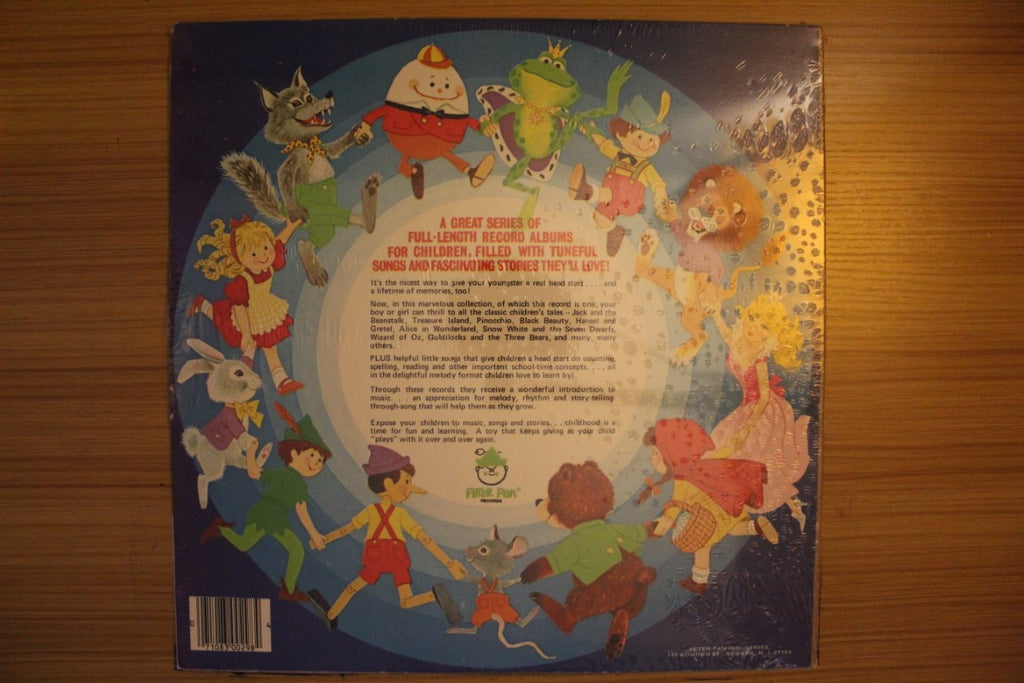 A GREAT SERIES OF
FULL-LENGTH RECORD ALBUMS
FOR CHILDREN, FILLED WITH TUNEFUL
SONGS AND FASCINATING STORIES THEY'LL LOVE!
It's the nicest way to give your youngster a real head start . . . . and
a lifetime of memories, too!
Now, in this marvelous collection, of which this record is one, your
boy or girl can thrill to all the classic children's tales -- Jack and the
Beanstalk, Treasure Island, Pinocchio, Black Beauty, Hansel and
Gretel, Alice in Wonderland, Snow White and the Seven Dwarfs,
Wizard of Oz, Goldilocks and the Three Bears, and many, many
others.
PLUS helpful little songs that give children a head start on counting,
spelling, reading and other important school-time concepts. . . . all
in the delightful melody format children love to learn by!
Through these records they receive a wonderful introduction to
music. . . . an appreciation for melody, rhythm and story-telling
through-song that will help them as they grow.
Expose your children to music, songs and stories. . . childhood is a
time for fun and learning. A toy that keeps giving as your child
"plays" with it over and over again.
PETER PAN
RECORDS
0 71083 00298 4
PETER PAN INDUSTRIES
NEWARK, N. J. 07105